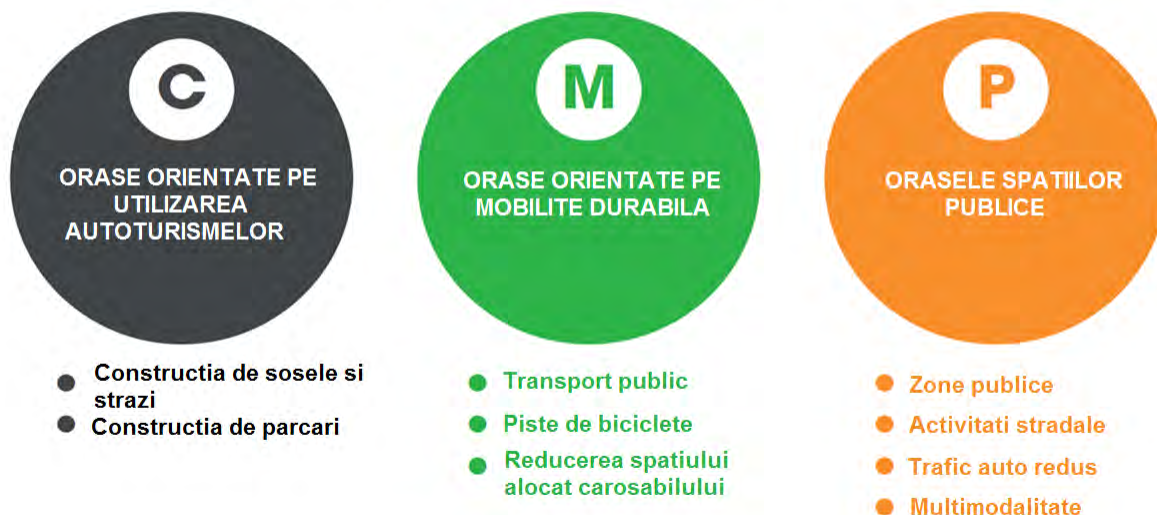 C
ORASE ORIENTATE PE
UTILIZAREA
AUTOTURISMELOR
Constructia de sosele si
strazi
Constructia de parcari
M
ORASE ORIENTATE PE
MOBILITE DURABILA
Transport public
Piste de biciclete
Reducerea spatiului
alocat carosabilului
P
ORASELE SPATIILOR
PUBLICE
Zone publice
Activitati stradale
Trafic auto redus
Multimodalitate